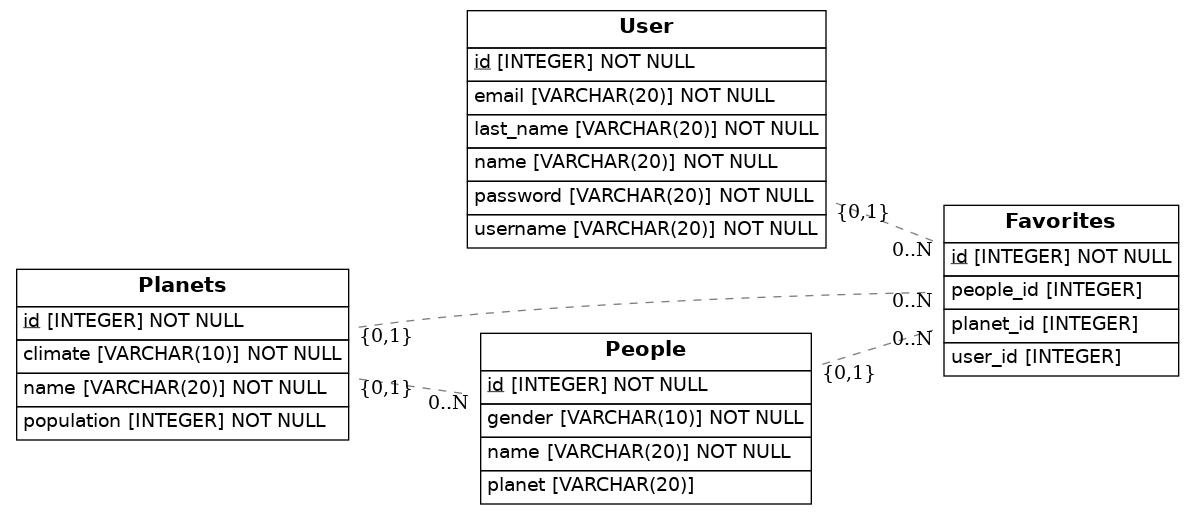 User
id [INTEGER] NOT NULL
email [VARCHAR(20)] NOT NULL
last_name [VARCHAR(20)] NOT NULL
name [VARCHAR(20)] NOT NULL
password [VARCHAR(20)] NOT NULL
username [VARCHAR(20)] NOT NULL
{0,1}
0..N
Favorites
id [INTEGER] NOT NULL
people_id [INTEGER]
planet_id [INTEGER]
user_id [INTEGER]
Planets
id [INTEGER] NOT NULL
climate [VARCHAR(10)] NOT NULL
name [VARCHAR(20)] NOT NULL
population [INTEGER] NOT NULL
{0,1}
0..N
{0,1}
0..N
People
id [INTEGER] NOT NULL
gender [VARCHAR(10)] NOT NULL
name [VARCHAR(20)] NOT NULL
planet [VARCHAR(20)]
{0,1}
0..N